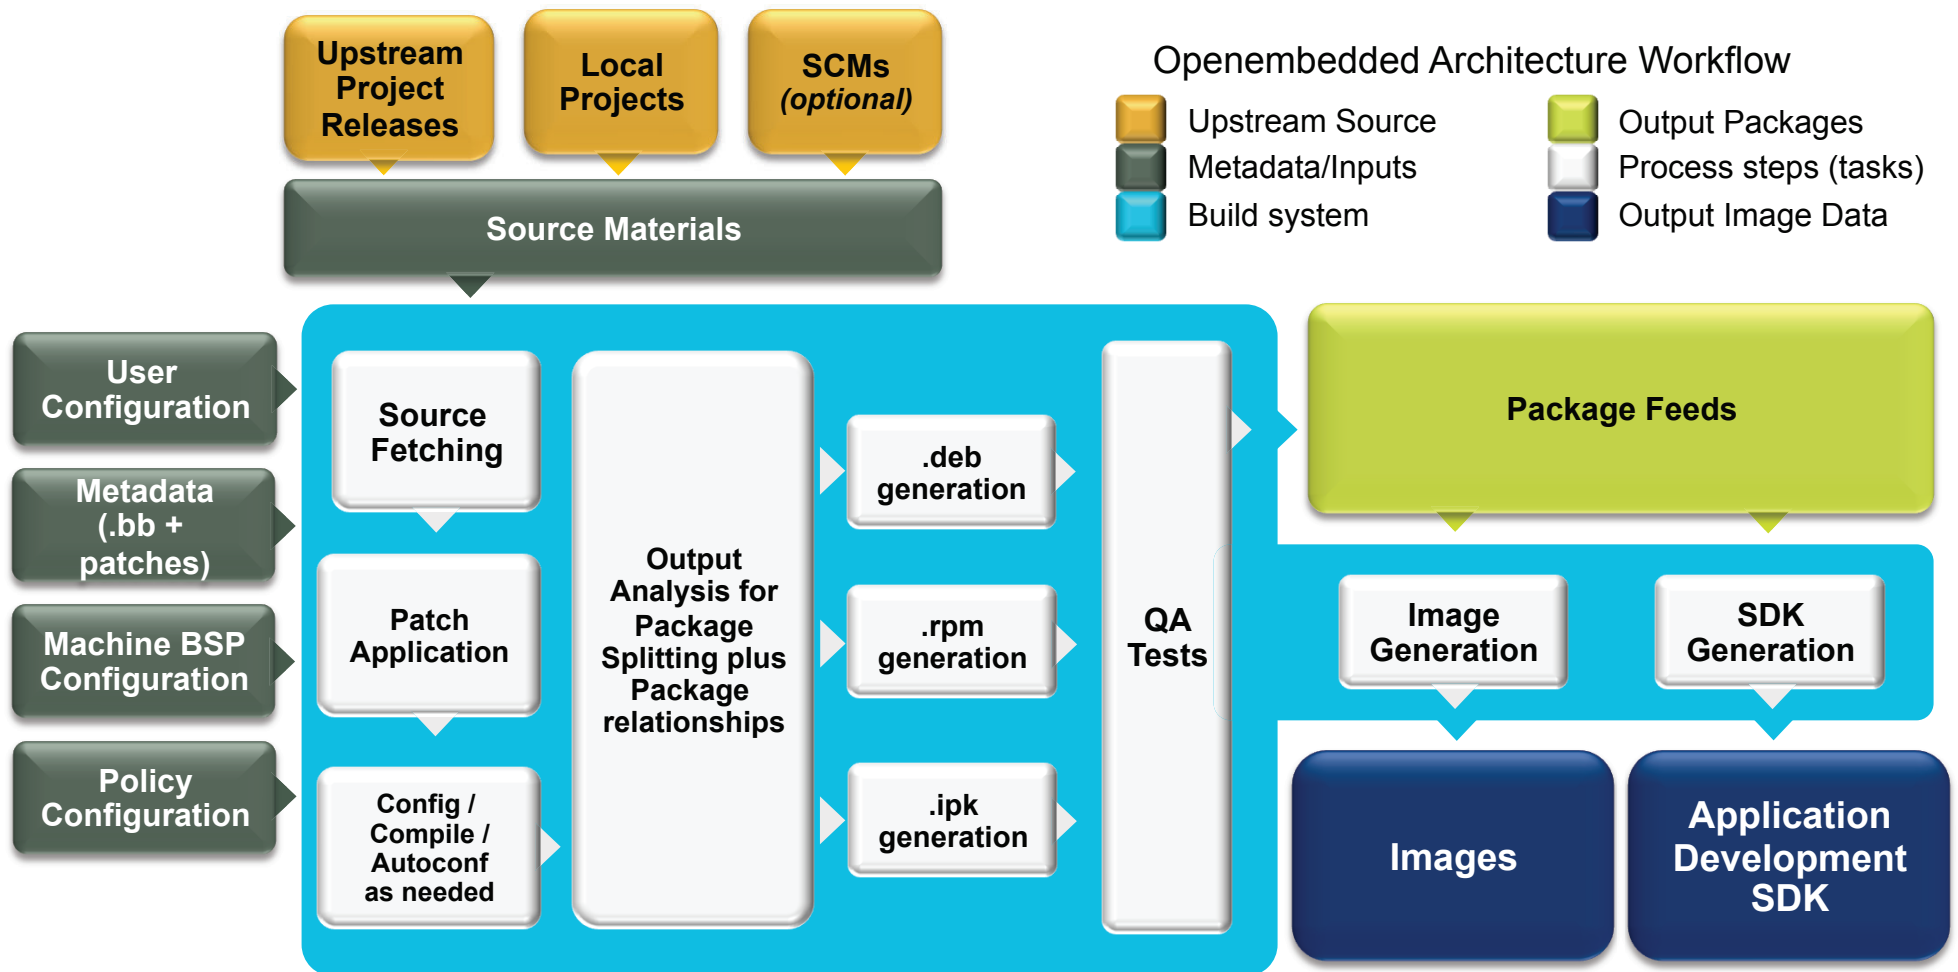 Upstream
Project
Releases
Local
Projects
SCMs
(optional)
Openembedded Architecture Workflow
Upstream Source
Metadata/Inputs
Build system
Output Packages
Process steps (tasks)
Output Image Data
Source Materials
User
Configuration
Metadata
(.bb +
patches)
Machine BSP
Configuration
Policy
Configuration
Source
Fetching
Patch
Application
Config /
Compile /
Autoconf
as needed
Output
Analysis for
Package
Splitting plus
Package
relationships
.deb
generation
.rpm
generation
.ipk
generation
QA
Tests
Package Feeds
Image
Generation
SDK
Generation
Images
Application
Development
SDK